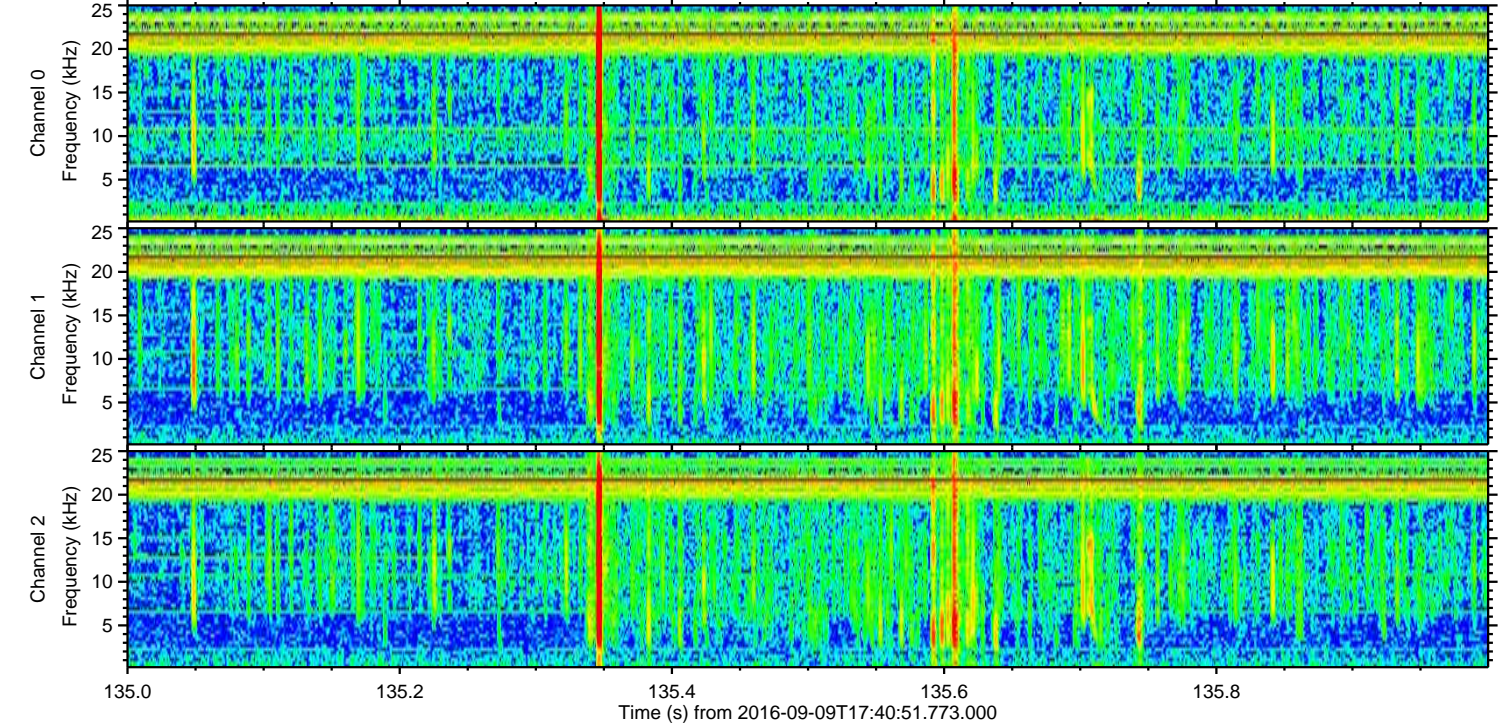 Channel 0
Frequency (kHz)
25
20
15
10
5
Channel 1
Frequency (kHz)
25
20
15
10
5
Channel 2
Frequency (kHz)
25
20
15
10
5
135.0 135.2 135.4 135.6 135.8
Time (s) from 2016-09-09T17:40:51.773.000